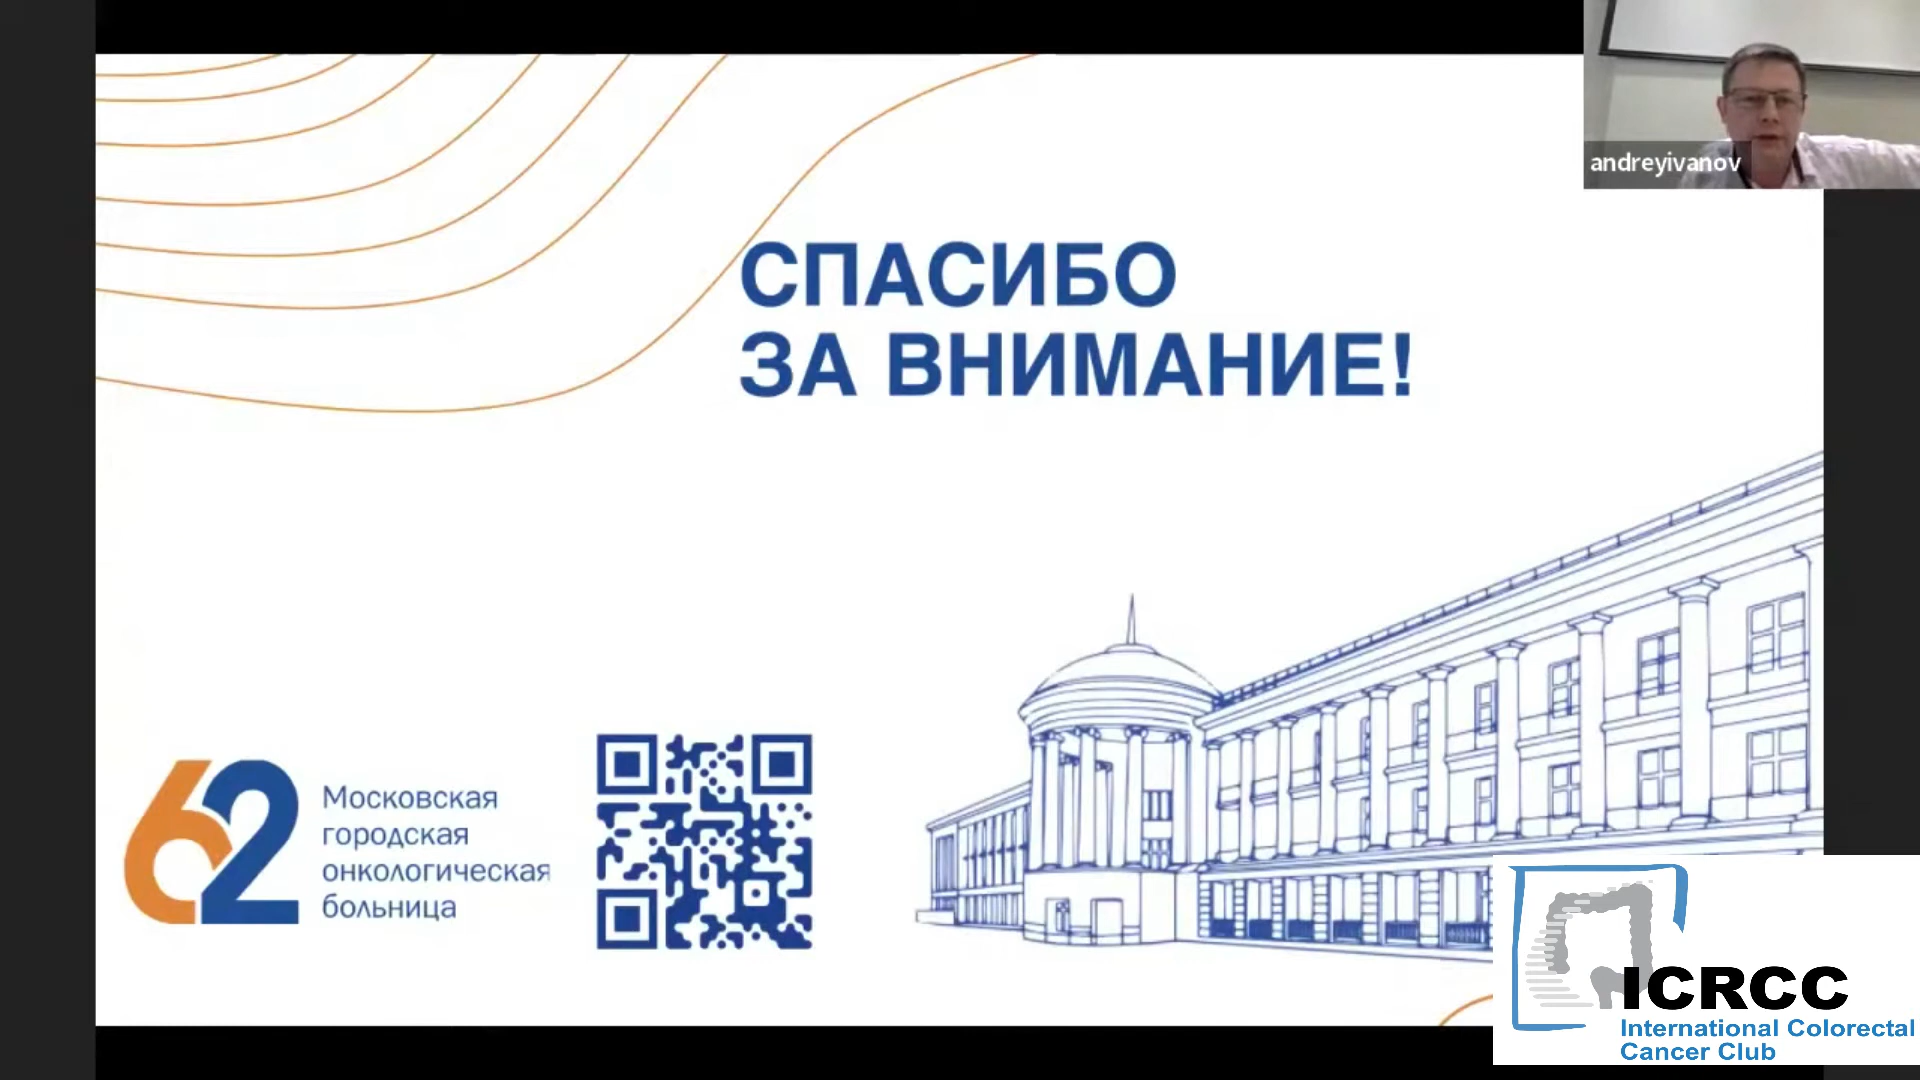 andreyivanov
СПАСИБО
ЗА ВНИМАНИЕ!
62
Московская
городская
онкологическая
больница
ICRCC
International Colorectal
Cancer Club